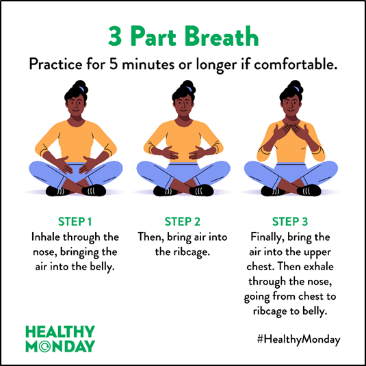 3 Part Breath
Practice for 5 minutes or longer if comfortable.
STEP 1
Inhale through the
nose, bringing the
air into the belly.
STEP 2
Then, bring air into
the ribcage.
STEP 3
Finally, bring the
air into the upper
chest. Then exhale
through the nose,
going from chest to
ribcage to belly.
HEALTHY
MONDAY
#HealthyMonday